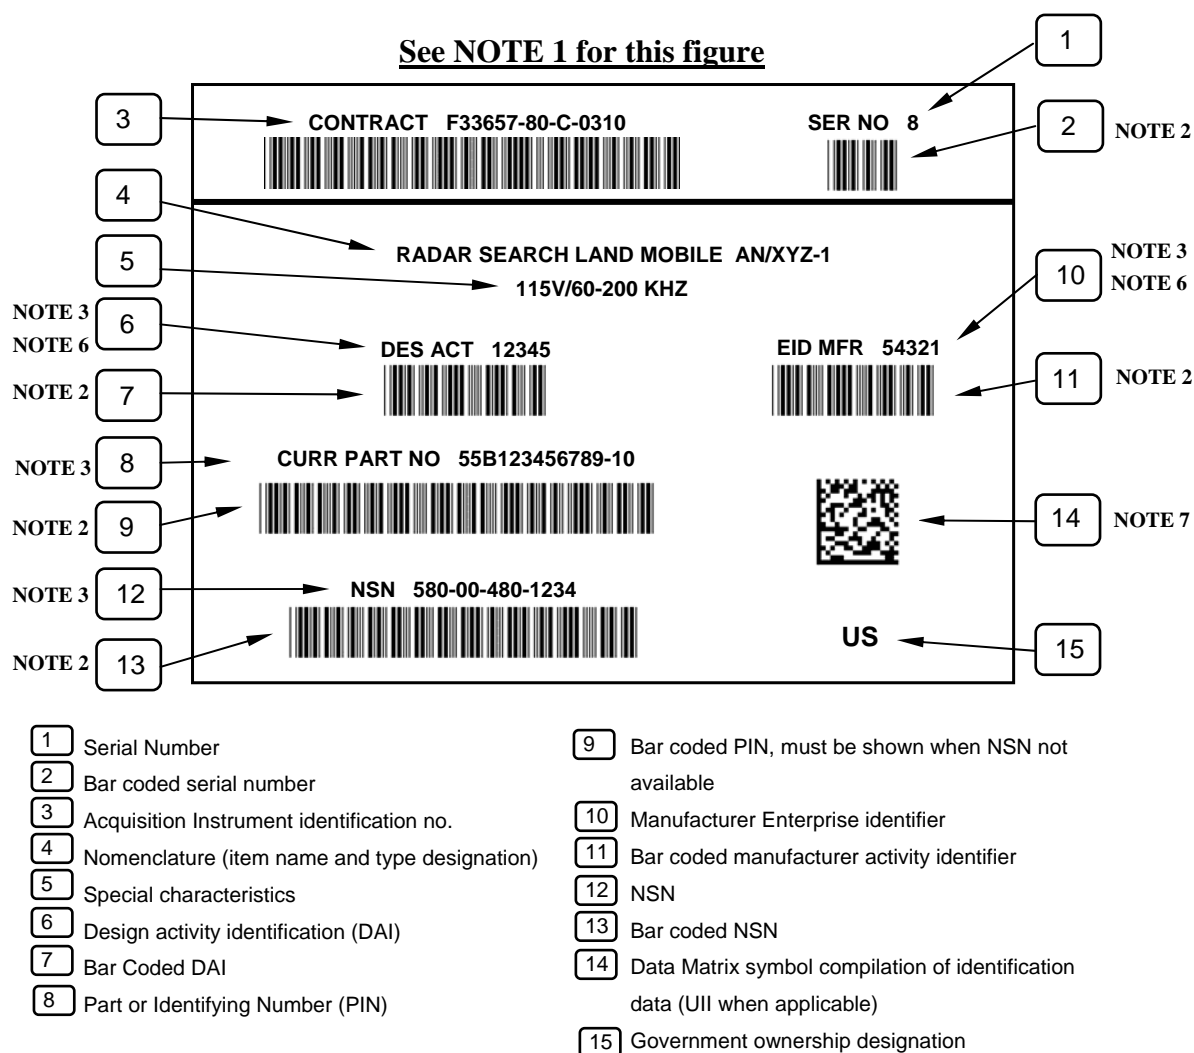 See NOTE 1 for this figure
1
3
CONTRACT F33657-80-C-0310
SER NO 8
2
NOTE 2
4
RADAR SEARCH LAND MOBILE AN/XYZ-1
5
115V/60-200 KHZ
10
NOTE 3
NOTE 6
NOTE 3
NOTE 6
6
DES ACT 12345
EID MFR 54321
NOTE 2
7
11
NOTE 2
NOTE 3
8
CURR PART NO 55B123456789-10
NOTE 2
9
14
NOTE 7
NOTE 3
12
NSN 580-00-480-1234
NOTE 2
13
US
15
1 Serial Number
2 Bar coded serial number
3 Acquisition Instrument identification no.
4 Nomenclature (item name and type designation)
5 Special characteristics
6 Design activity identification (DAI)
7 Bar Coded DAI
8 Part or Identifying Number (PIN)
9 Bar coded PIN, must be shown when NSN not
available
10 Manufacturer Enterprise identifier
11 Bar coded manufacturer activity identifier
12 NSN
13 Bar coded NSN
14 Data Matrix symbol compilation of identification
data (UII when applicable)
15 Government ownership designation